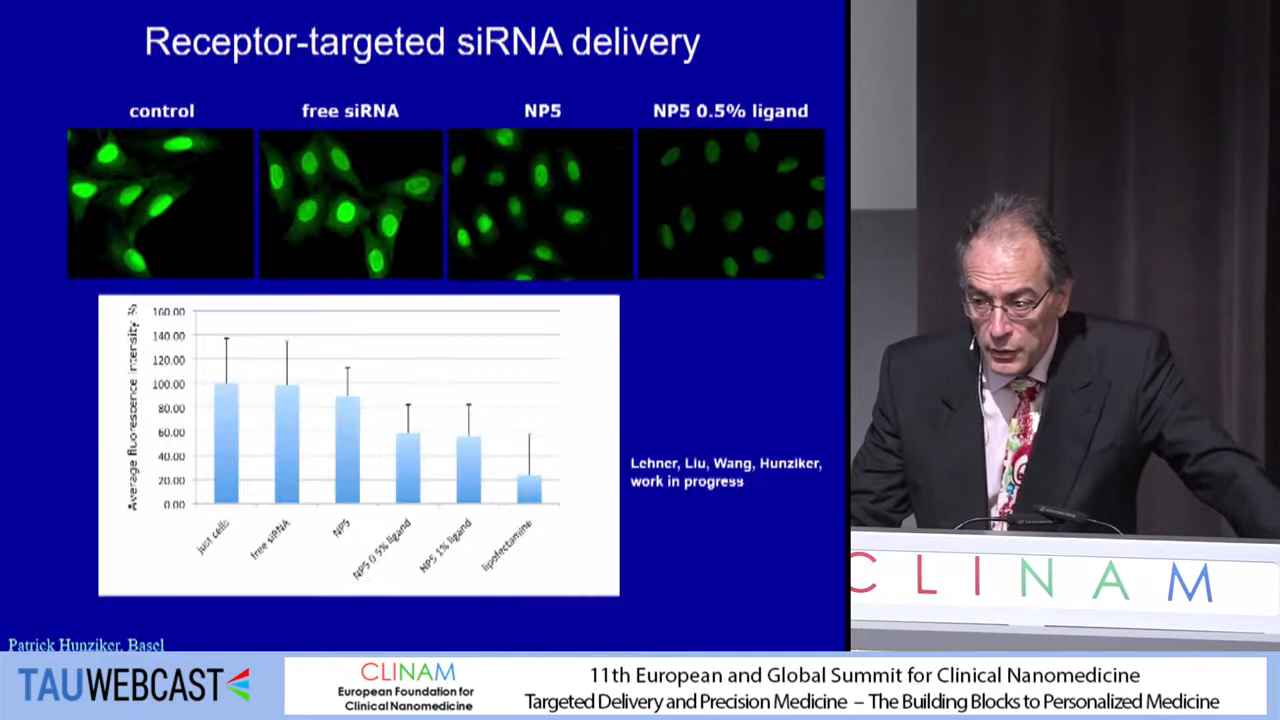 Receptor-targeted siRNA delivery
control
free siRNA
NP5
NP5 0.5% ligand
Average fluorescence intensity %
160.00
140.00
120.00
100.00
80.00
60.00
40.00
20.00
0.00
just cells
free siRNA
NP5
NP5 0.5% ligand
NP5 1% ligand
lipofectamine
Lehner, Liu, Wang, Hunziker,
work in progress
Patrick Hunziker, Basel
CLINAM
TAUWEBCAST
CLINAM
European Foundation for
Clinical Nanomedicine
11th European and Global Summit for Clinical Nanomedicine
Targeted Delivery and Precision Medicine – The Building Blocks to Personalized Medicine